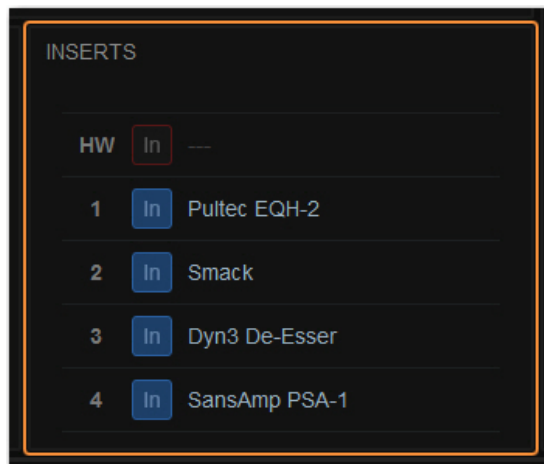 INSERTS
HW In ---
1 In Pultec EQH-2
2 In Smack
3 In Dyn3 De-Esser
4 In SansAmp PSA-1